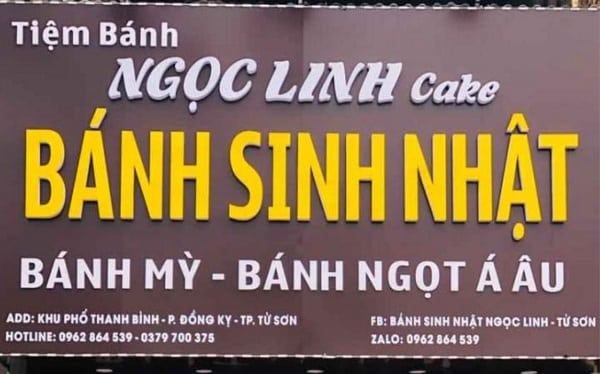 Tiệm Bánh
NGỌC LINH Cake
BÁNH SINH NHẬT
BÁNH MỲ - BÁNH NGỌT Á ÂU
ADD: KHU PHỐ THANH BÌNH - P. ĐỒNG KỴ - TP. TỪ SƠN
HOTLINE: 0962 864 539 - 0379 700 375
FB: BÁNH SINH NHẬT NGỌC LINH - TỪ SƠN
ZALO: 0962 864 539